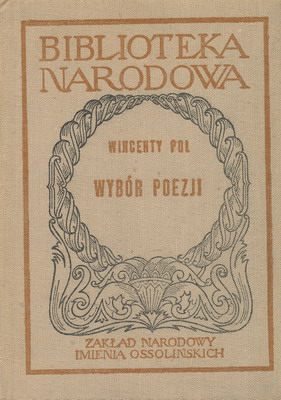 BIBLIOTEKA
NARODOWA
WINCENTY POL
WYBÓR POEZJI
ZAKŁAD NARODOWY
IMIENIA OSSOLIŃSKICH